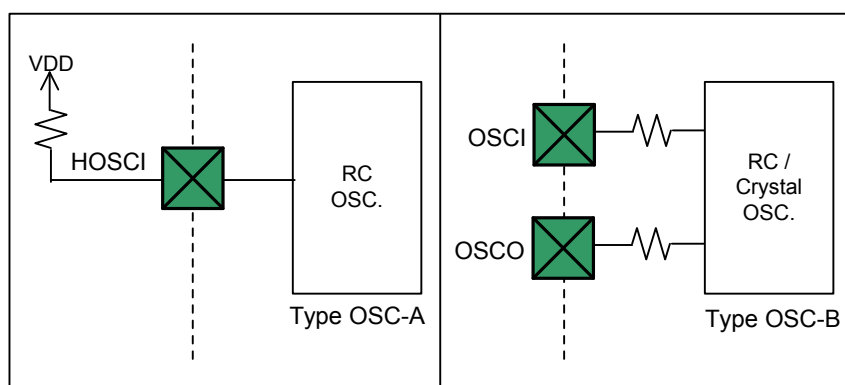 VDD
HOSCI
RC
OSC.
Type OSC-A
OSCI
OSCO
RC /
Crystal
OSC.
Type OSC-B